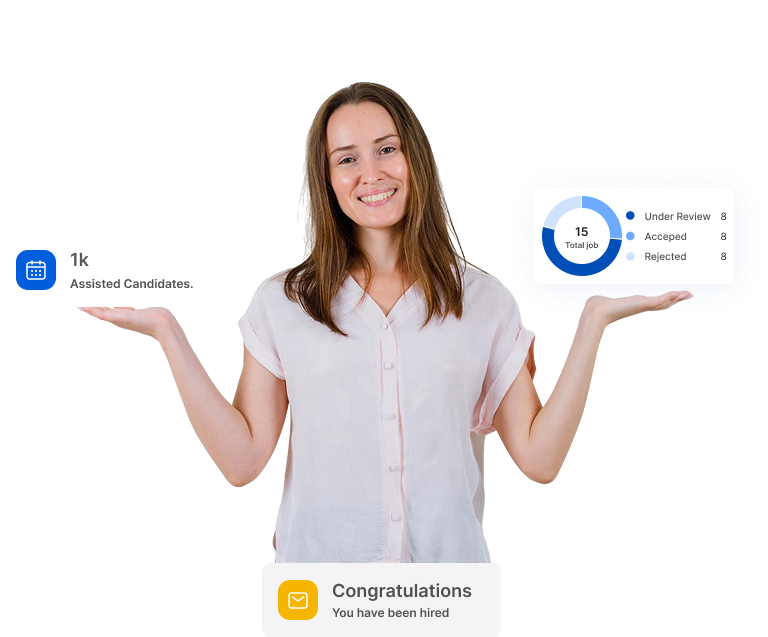 1k
Assisted Candidates.
15
Total job
Under Review 8
Acceped 8
Rejected 8
Congratulations
You have been hired